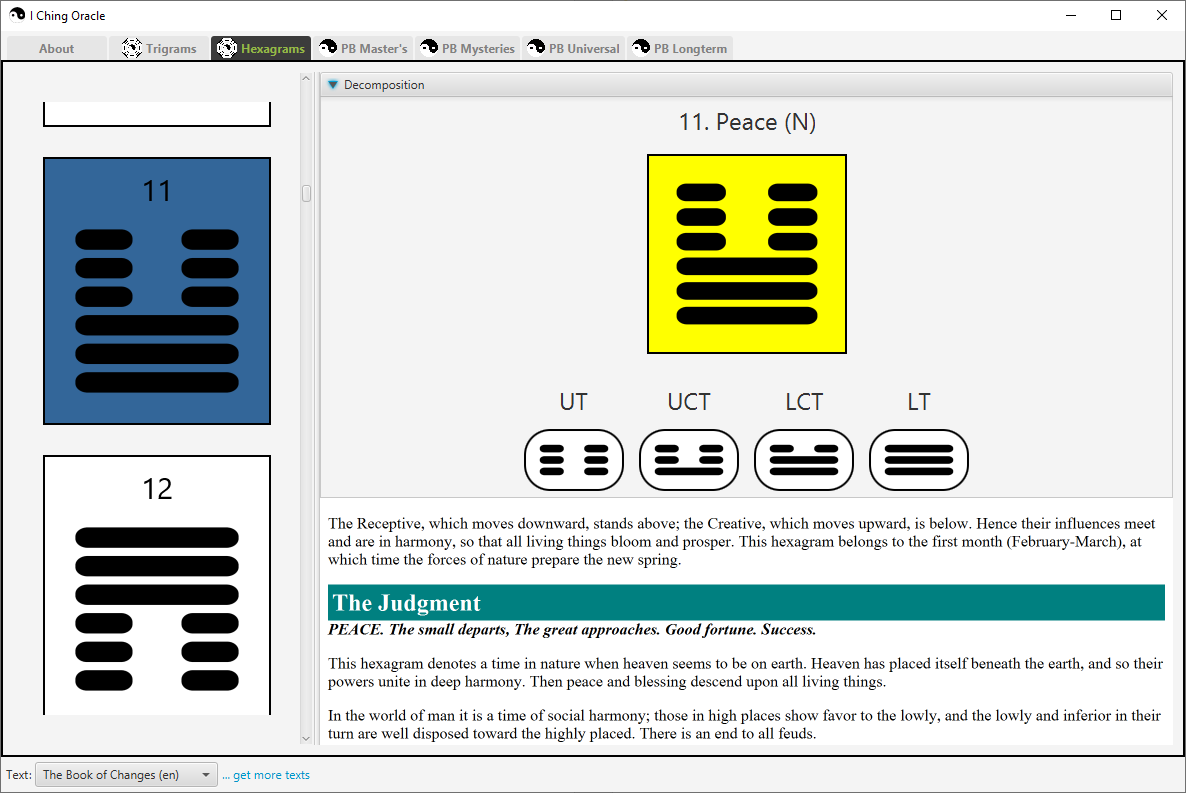 I Ching Oracle
About
Trigrams
Hexagrams
PB Master's
PB Mysteries
PB Universal
PB Longterm
11
12
Decomposition
11. Peace (N)
UT
UCT
LCT
LT
The Receptive, which moves downward, stands above; the Creative, which moves upward, is below. Hence their influences meet
and are in harmony, so that all living things bloom and prosper. This hexagram belongs to the first month (February-March), at
which time the forces of nature prepare the new spring.
The Judgment
PEACE. The small departs, The great approaches. Good fortune. Success.
This hexagram denotes a time in nature when heaven seems to be on earth. Heaven has placed itself beneath the earth, and so their
powers unite in deep harmony. Then peace and blessing descend upon all living things.
In the world of man it is a time of social harmony; those in high places show favor to the lowly, and the lowly and inferior in their
turn are well disposed toward the highly placed. There is an end to all feuds.
Text:
The Book of Changes (en)
... get more texts